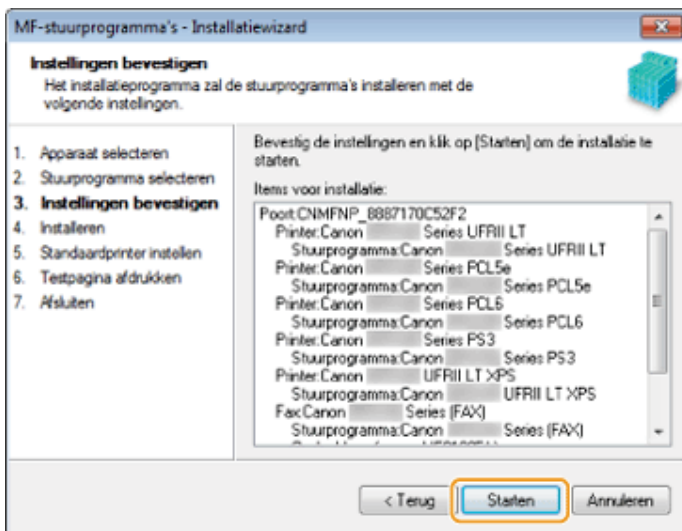 MF-stuurprogramma's - Installatiewizard
Instellingen bevestigen
Het installatieprogramma zal de stuurprogramma's installeren met de
volgende instellingen.
1. Apparaat selecteren
2. Stuurprogramma selecteren
3. Instellingen bevestigen
4. Installeren
5. Standaardprinter instellen
6. Testpagina afdrukken
7. Afsluiten
Bevestig de instellingen en klik op [Starten] om de installatie te
starten.
Items voor installatie:
Poort:CNMFNP_8887170C52F2
Printer:Canon Series UFRII LT
Stuurprogramma:Canon Series UFRII LT
Printer:Canon Series PCL5e
Stuurprogramma:Canon Series PCL5e
Printer:Canon Series PCL6
Stuurprogramma:Canon Series PCL6
Printer:Canon Series PS3
Stuurprogramma:Canon Series PS3
Printer:Canon UFRII LT XPS
Stuurprogramma:Canon UFRII LT XPS
Fax:Canon Series (FAX)
Stuurprogramma:Canon Series (FAX)
< Terug
Starten
Annuleren